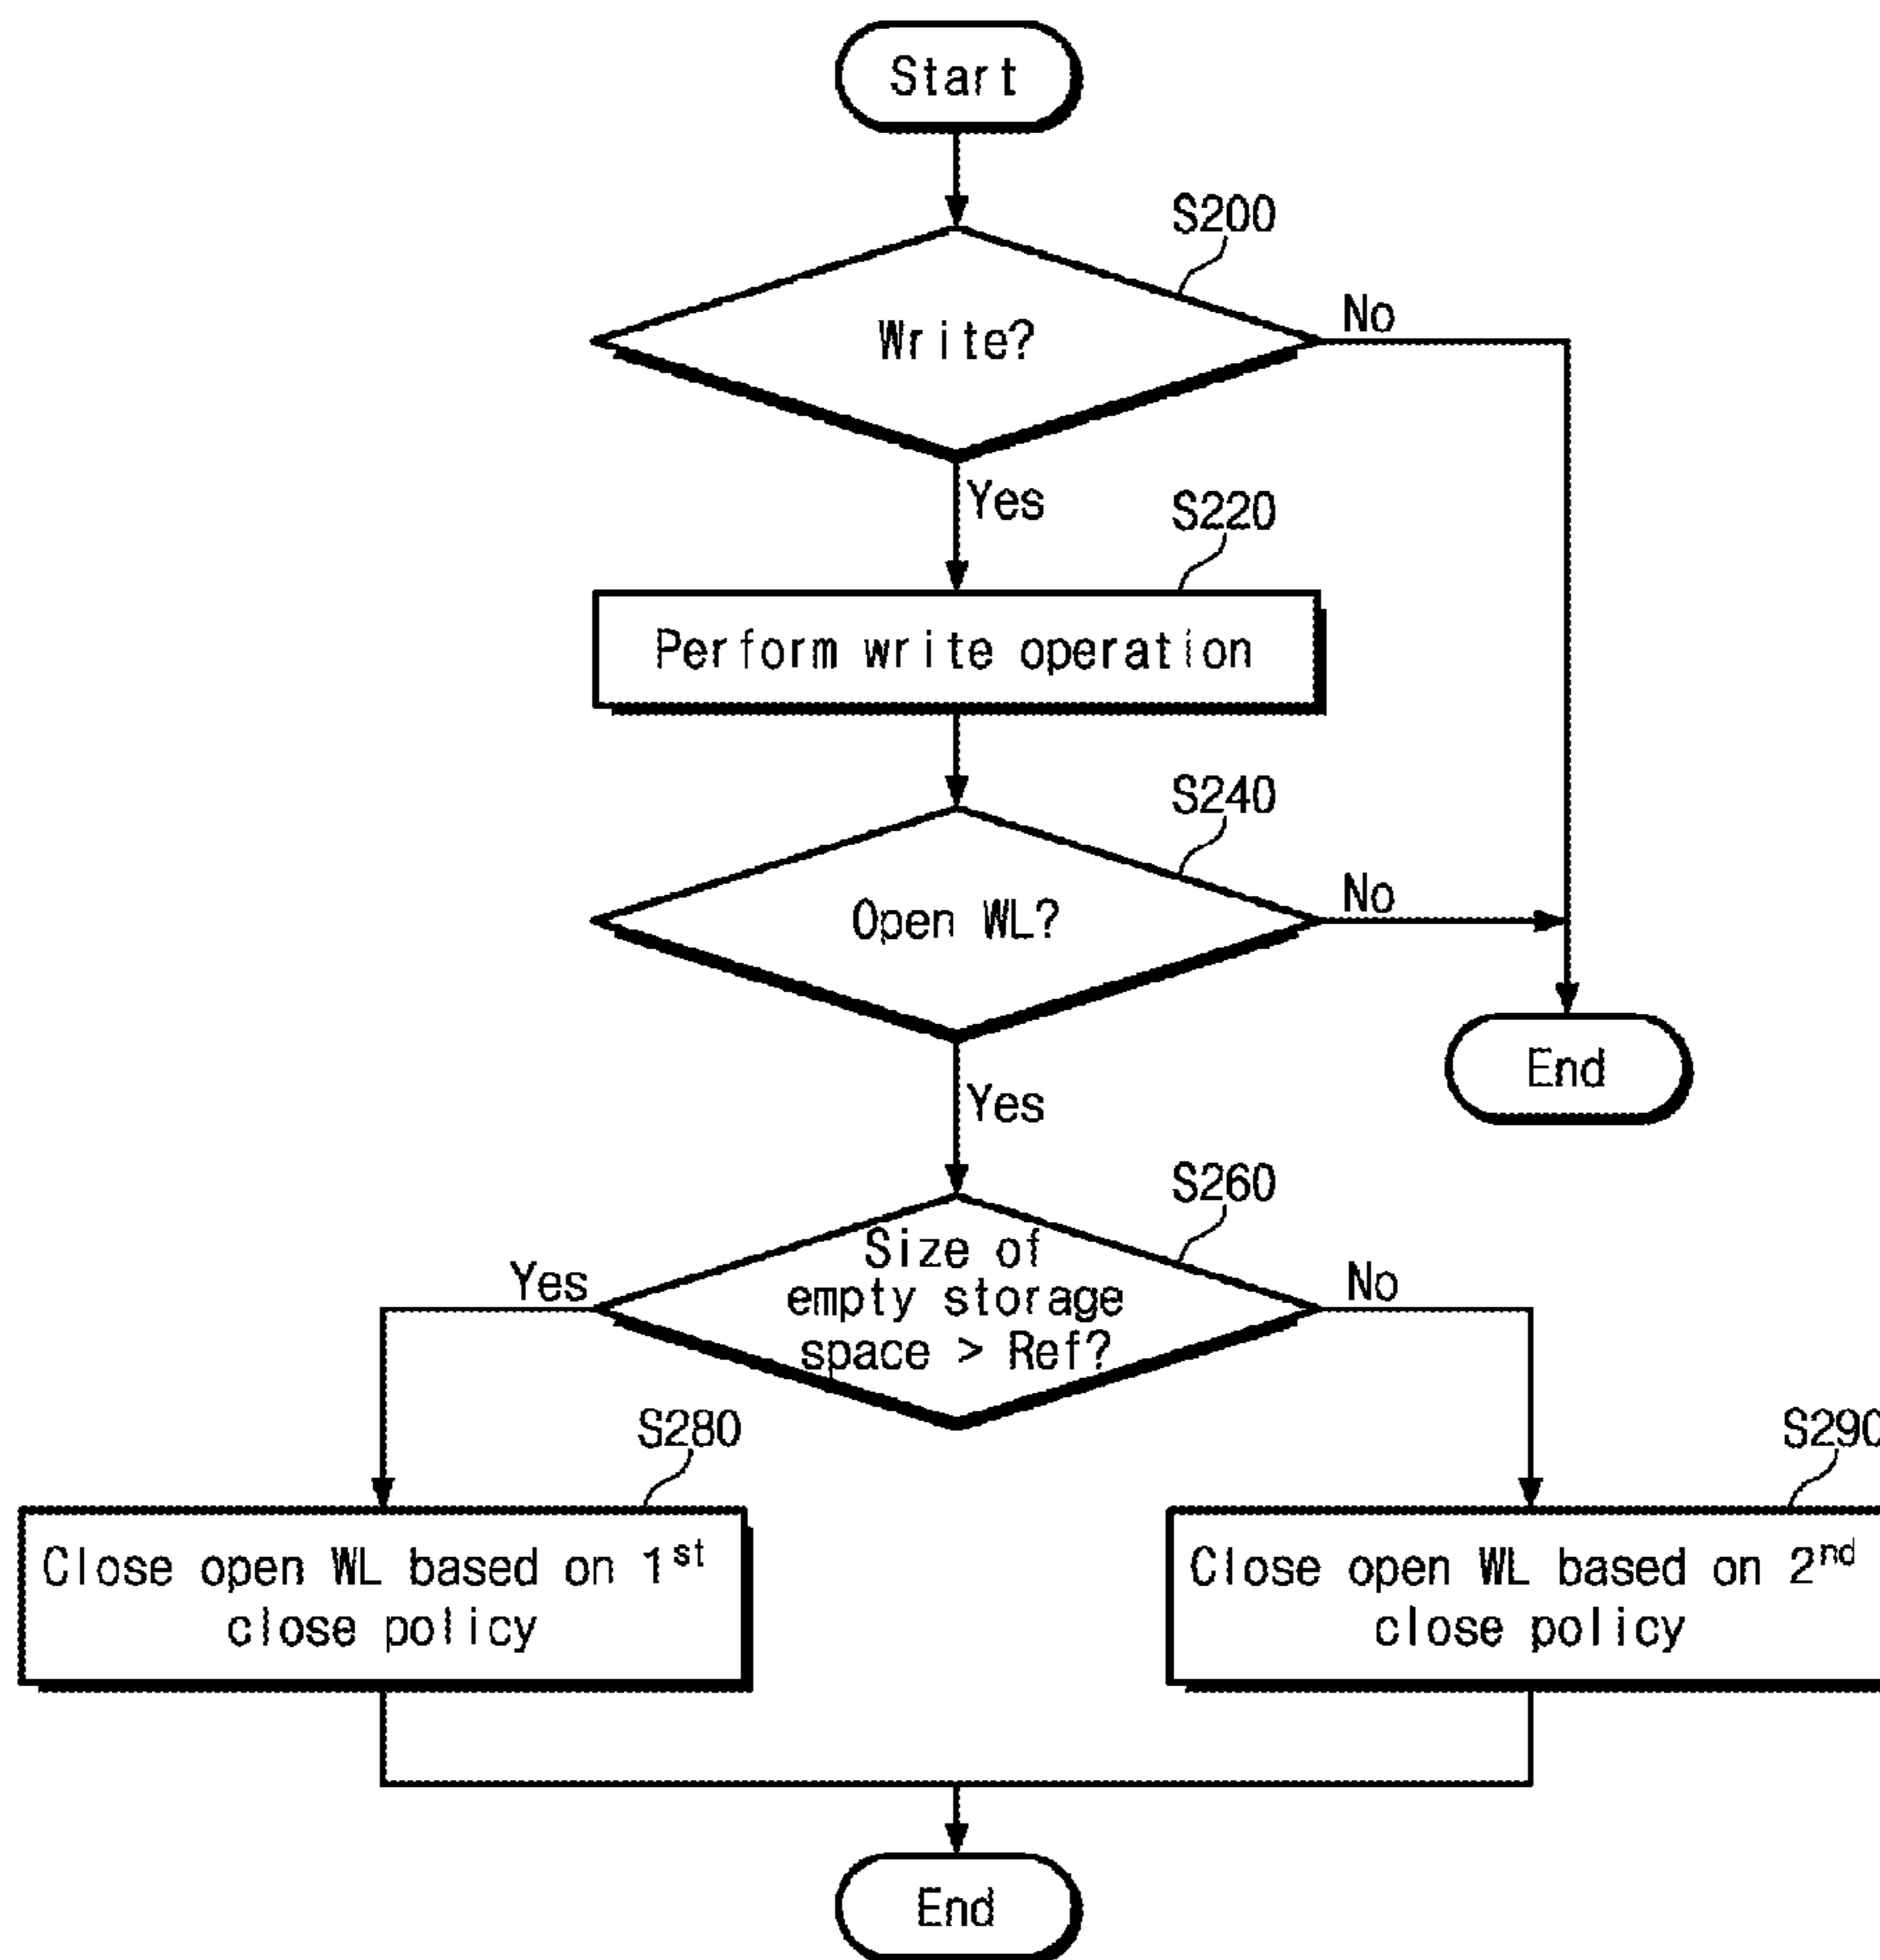 Start
S200
Write?
No
Yes
S220
Perform write operation
S240
Open WL?
No
End
Yes
S260
Size of
empty storage
space > Ref?
Yes
No
S280
S290
Close open WL based on 1st
close policy
Close open WL based on 2nd
close policy
End